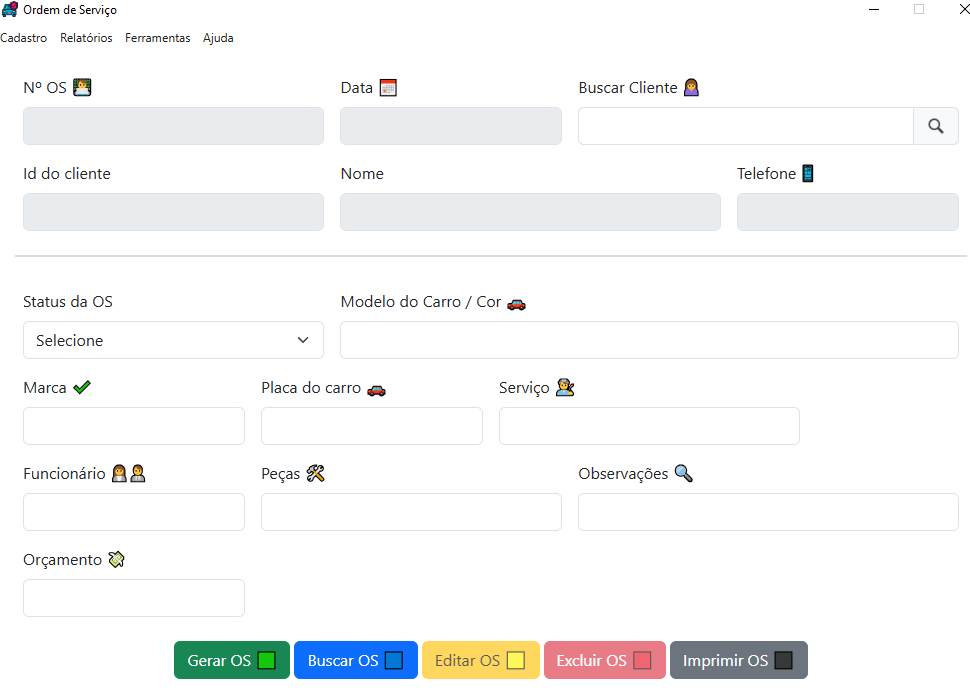 Ordem de Serviço
Cadastro Relatórios Ferramentas Ajuda
Nº OS Data Buscar Cliente
Id do cliente Nome Telefone
Status da OS Modelo do Carro / Cor
Selecione
Marca Placa do carro Serviço
Funcionário Peças Observações
Orçamento
Gerar OS Buscar OS Editar OS Excluir OS Imprimir OS